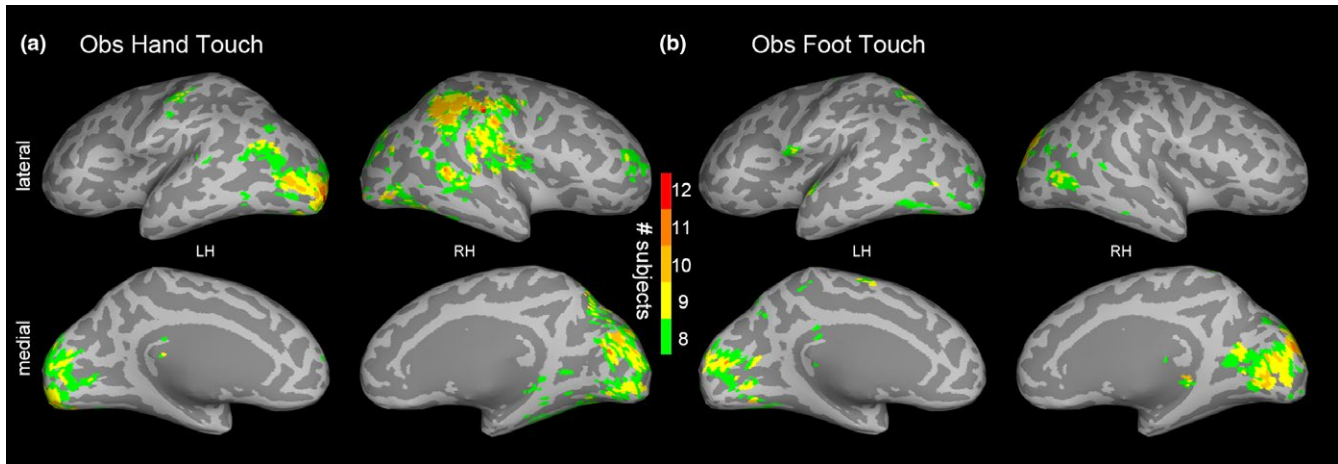 (a) Obs Hand Touch
(b) Obs Foot Touch
lateral
LH
RH
LH
RH
medial
# subjects
12
11
10
9
8